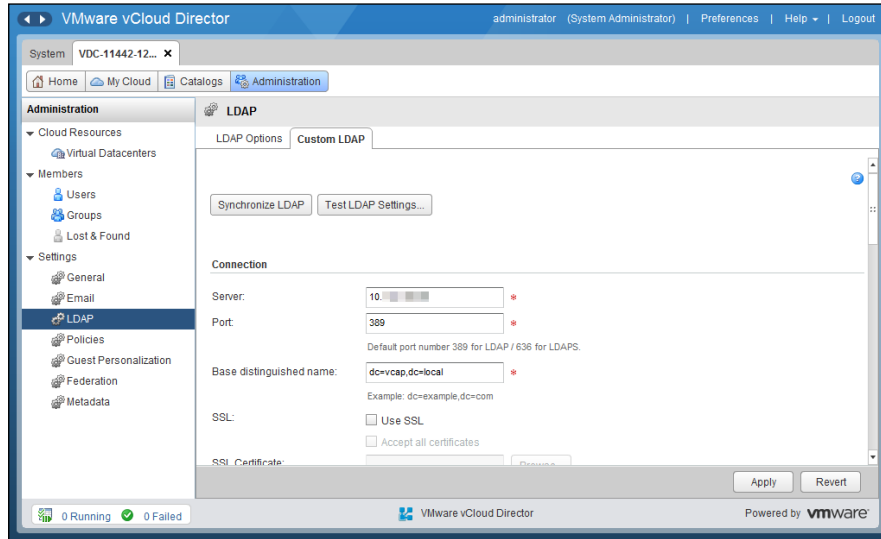 VMware vCloud Director
administrator (System Administrator) | Preferences | Help | Logout
System VDC-11442-12...
Home My Cloud Catalogs Administration
Administration
Cloud Resources
Virtual Datacenters
Members
Users
Groups
Lost & Found
Settings
General
Email
LDAP
Policies
Guest Personalization
Federation
Metadata
LDAP
LDAP Options Custom LDAP
Synchronize LDAP Test LDAP Settings...
Connection
Server: 10. *
Port: 389 *
Default port number 389 for LDAP / 636 for LDAPS.
Base distinguished name: dc=vcap,dc=local *
Example: dc=example,dc=com
SSL: Use SSL
Accept all certificates
SSL Certificate: Browse...
Apply Revert
0 Running 0 Failed
VMware vCloud Director
Powered by vmware